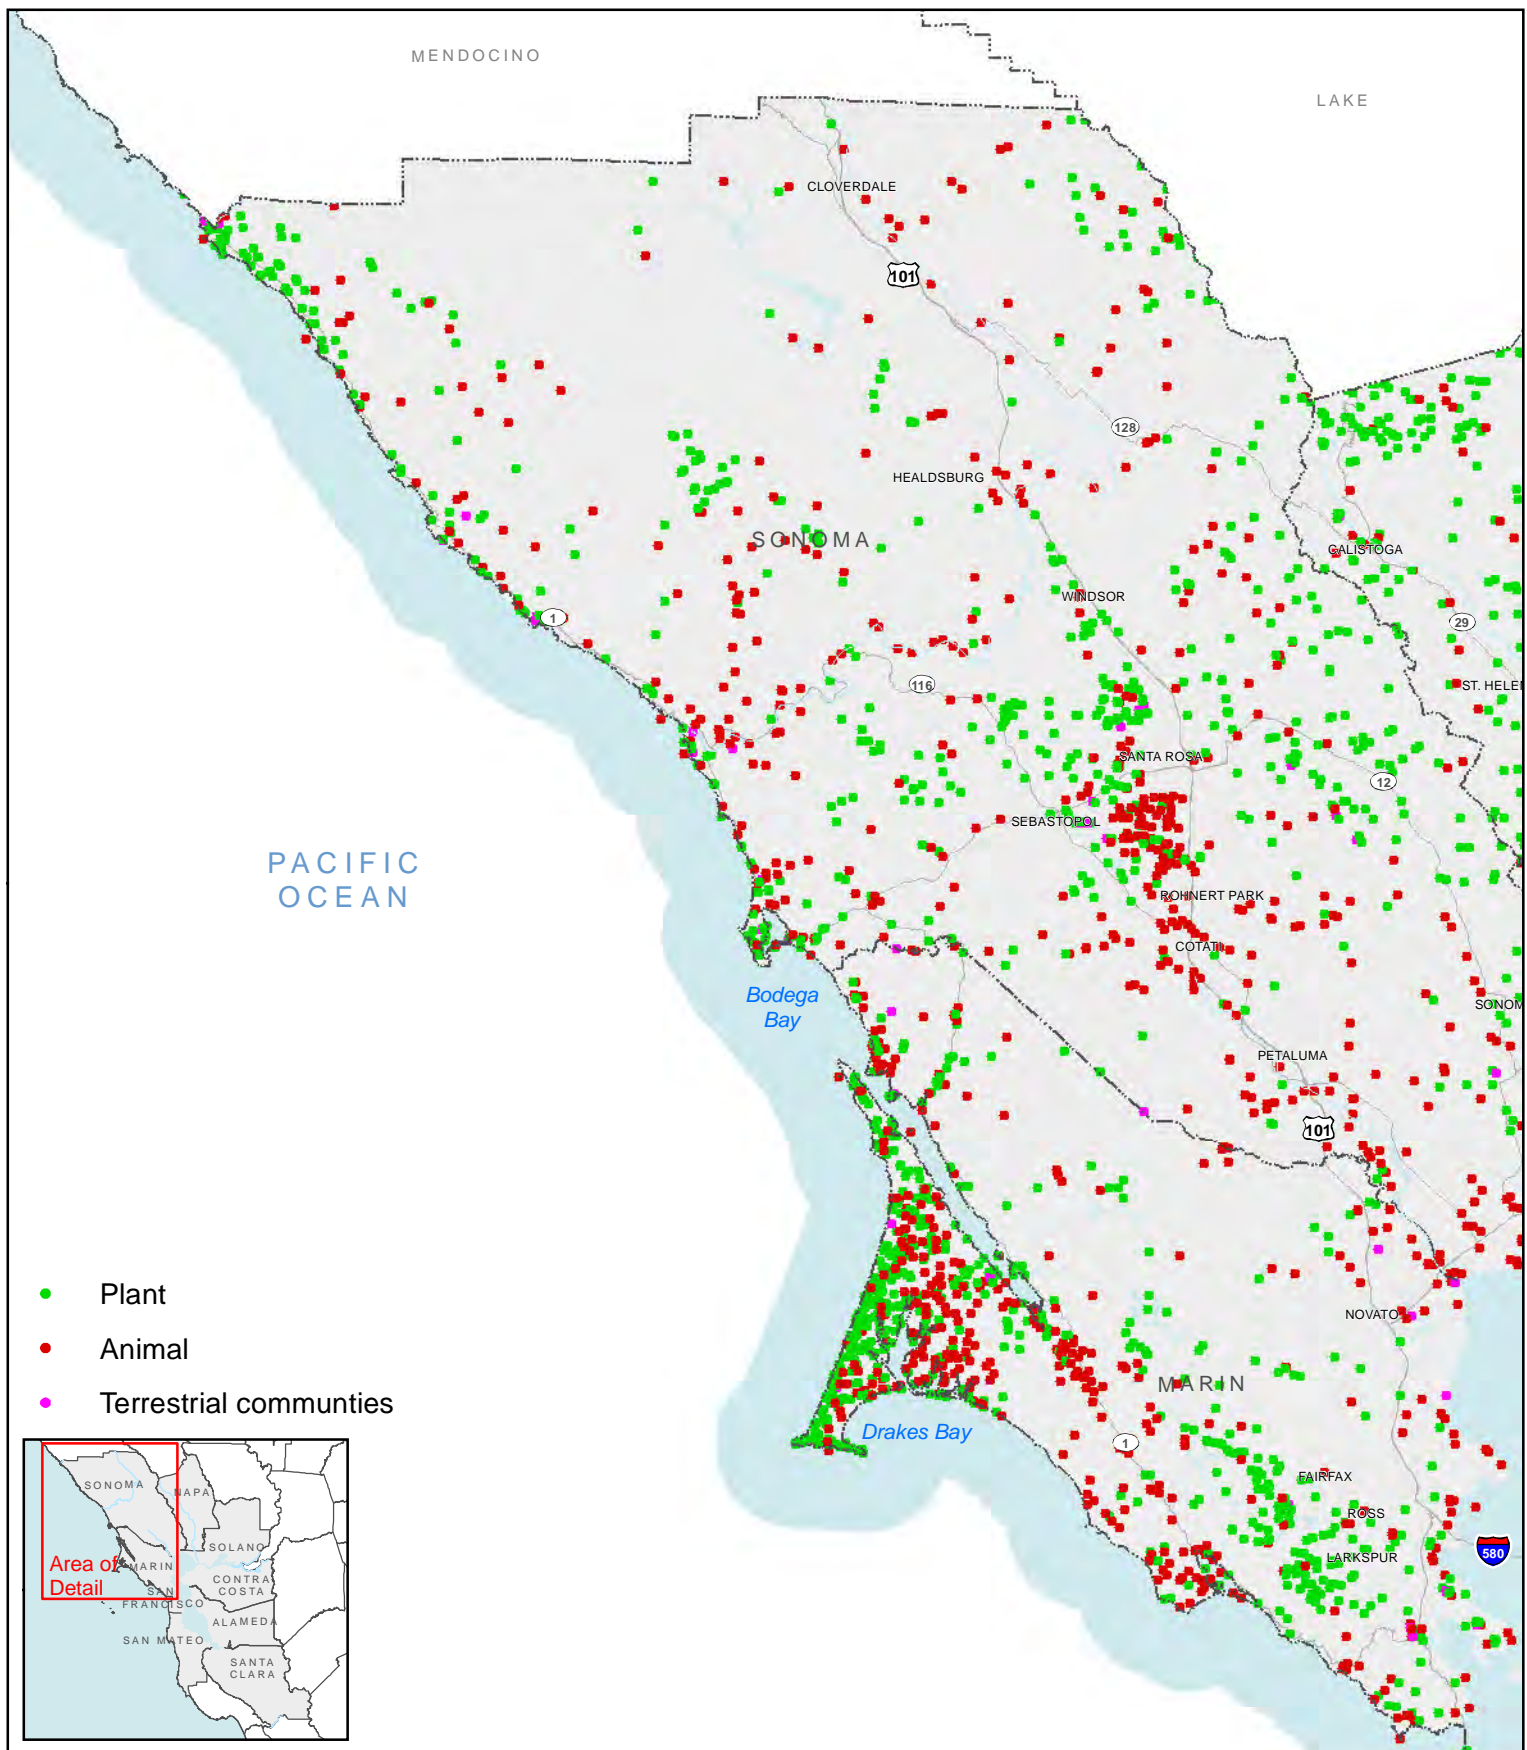 MENDOCINO
LAKE
CLOVERDALE
101
128
HEALDSBURG
SONOMA
CALISTOGA
WINDSOR
1
29
116
ST. HELEN
SANTA ROSA
12
SEBASTOPOL
PACIFIC
OCEAN
ROHNERT PARK
COTATI
Bodega
Bay
SONOM
PETALUMA
101
Plant
NOVATO
Animal
MARIN
Terrestrial communties
Drakes Bay
1
FAIRFAX
ROSS
LARKSPUR
580
SONOMA
NAPA
SOLANO
Area of
Detail
MARIN
CONTRA
COSTA
SAN
FRANCISCO
ALAMEDA
SAN MATEO
SANTA
CLARA